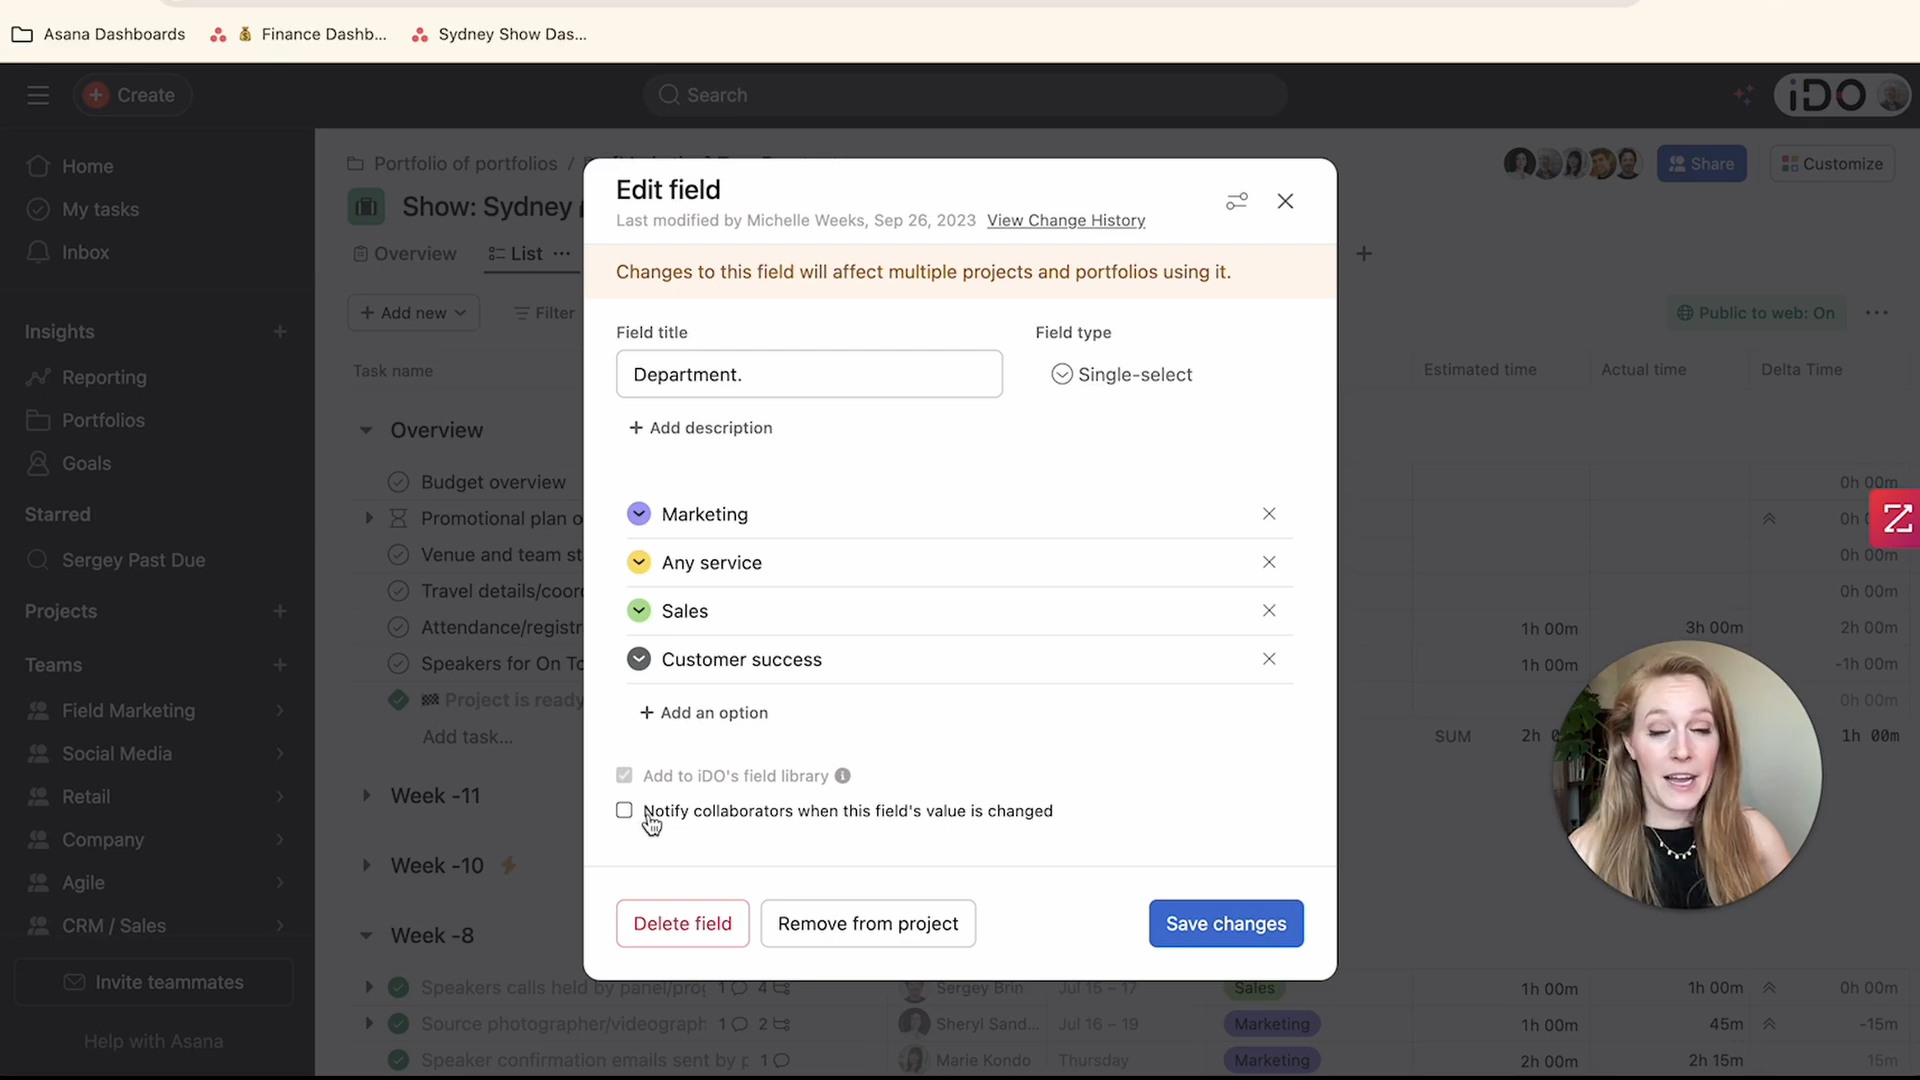 Asana Dashboards
Finance Dashb...
Sydney Show Das...
Create
Search
iDO
Home
My tasks
Inbox
Insights
Reporting
Portfolios
Goals
Starred
Sergey Past Due
Projects
Teams
Field Marketing
Social Media
Retail
Company
Agile
CRM / Sales
Invite teammates
Help with Asana
Portfolio of portfolios /
Show: Sydney
Overview
List
Share
Customize
Add new
Filter
Public to web: On
Task name
Estimated time
Actual time
Delta Time
Overview
Budget overview
0h 00m
Promotional plan
0h
Venue and team
0h 00m
Travel details/
0h 00m
Attendance/
1h 00m
3h 00m
2h 00m
Speakers for On
1h 00m
-1h 00m
Project is ready
0h 00m
Add task...
SUM
2h
1h 00m
Week -11
Week -10
Week -8
Speakers calls held by
1
4
Sergey Brin
Jul 15 – 17
Sales
1h 00m
1h 00m
0h 00m
Source photographer/
1
2
Sheryl Sand...
Jul 16 – 19
Marketing
1h 00m
45m
-15m
Speaker confirmation emails sent by
1
Marie Kondo
Thursday
Marketing
2h 00m
2h 15m
15m
Edit field
Last modified by Michelle Weeks, Sep 26, 2023 View Change History
Changes to this field will affect multiple projects and portfolios using it.
Field title
Field type
Department.
Single-select
Add description
Marketing
Any service
Sales
Customer success
Add an option
Add to iDO's field library
Notify collaborators when this field's value is changed
Delete field
Remove from project
Save changes